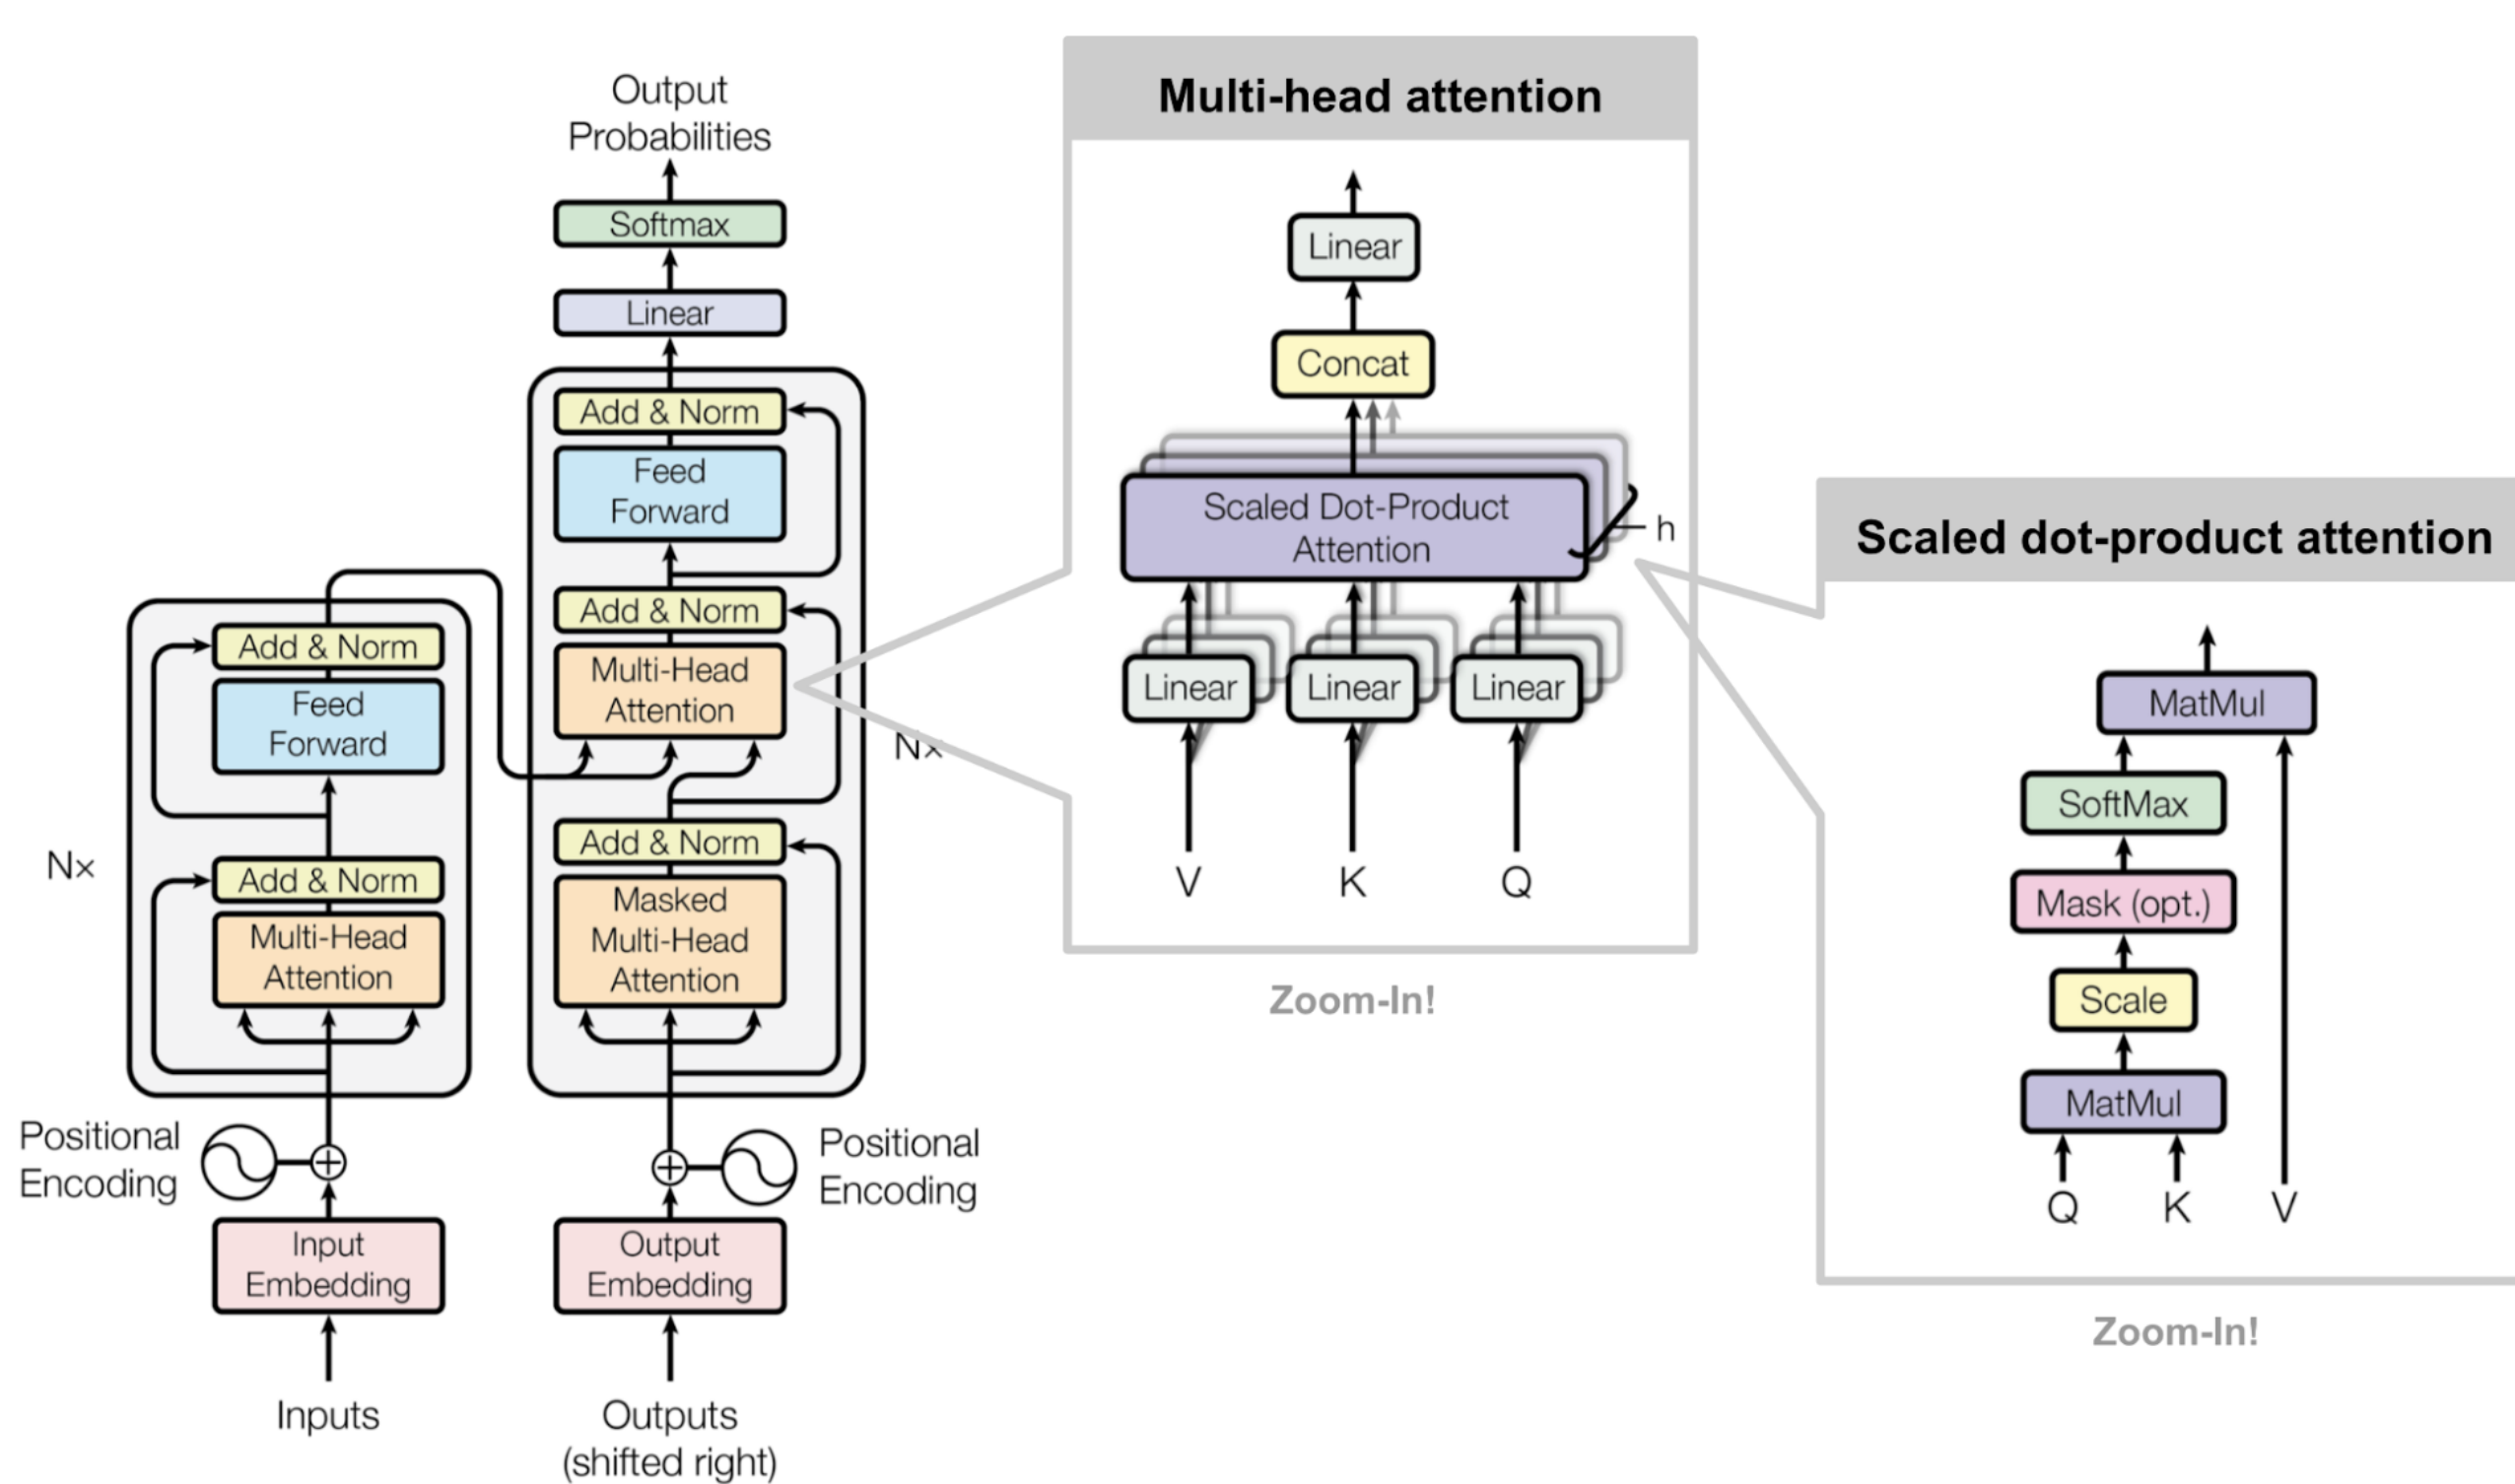 Output
Probabilities
Softmax
Linear
Add & Norm
Feed
Forward
Add & Norm
Multi-Head
Attention
Nx
Add & Norm
Masked
Multi-Head
Attention
Positional
Encoding
Output
Embedding
Outputs
(shifted right)
Add & Norm
Feed
Forward
Nx
Add & Norm
Multi-Head
Attention
Positional
Encoding
Input
Embedding
Inputs
Multi-head attention
Linear
Concat
Scaled Dot-Product
Attention
h
Linear
Linear
Linear
V
K
Q
Zoom-In!
Scaled dot-product attention
MatMul
SoftMax
Mask (opt.)
Scale
MatMul
Q
K
V
Zoom-In!